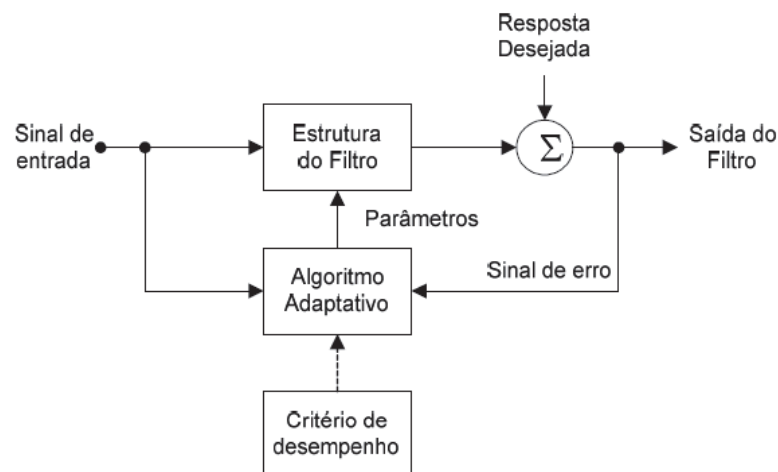 Resposta
Desejada
Sinal de
entrada
Estrutura
do Filtro
Σ
Saída do
Filtro
Parâmetros
Algoritmo
Adaptativo
Sinal de erro
Critério de
desempenho